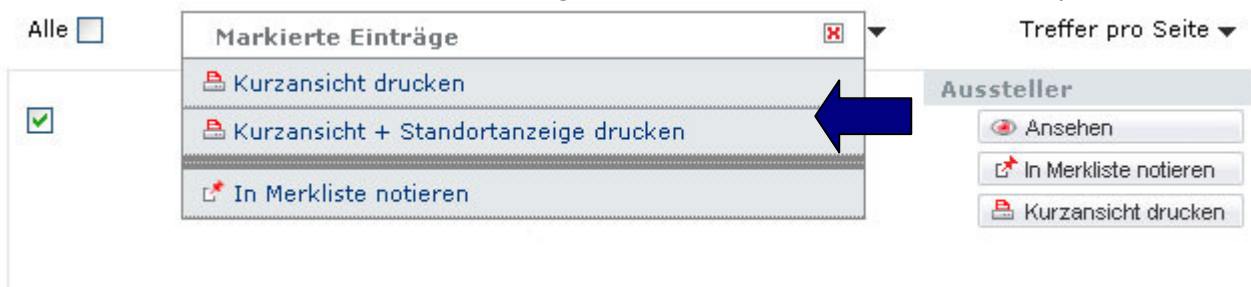 Alle
Markierte Einträge
Treffer pro Seite
Kurzansicht drucken
Kurzansicht + Standortanzeige drucken
In Merkliste notieren
Aussteller
Ansehen
In Merkliste notieren
Kurzansicht drucken